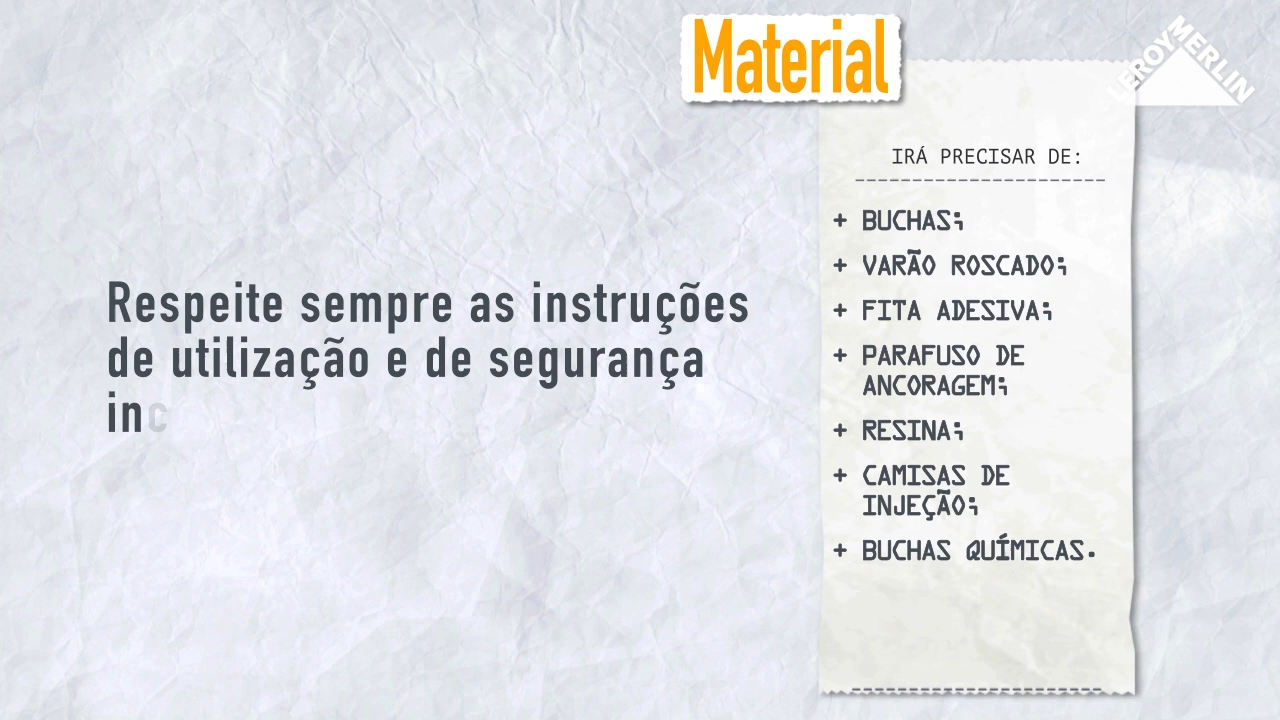 Material
LEROY MERLIN
IRÁ PRECISAR DE:
+ BUCHAS;
+ VARÃO ROSCADO;
+ FITA ADESIVA;
+ PARAFUSO DE
ANCORAGEM;
+ RESINA;
+ CAMISAS DE
INJEÇÃO;
+ BUCHAS QUÍMICAS.
Respeite sempre as instruções
de utilização e de segurança
inc